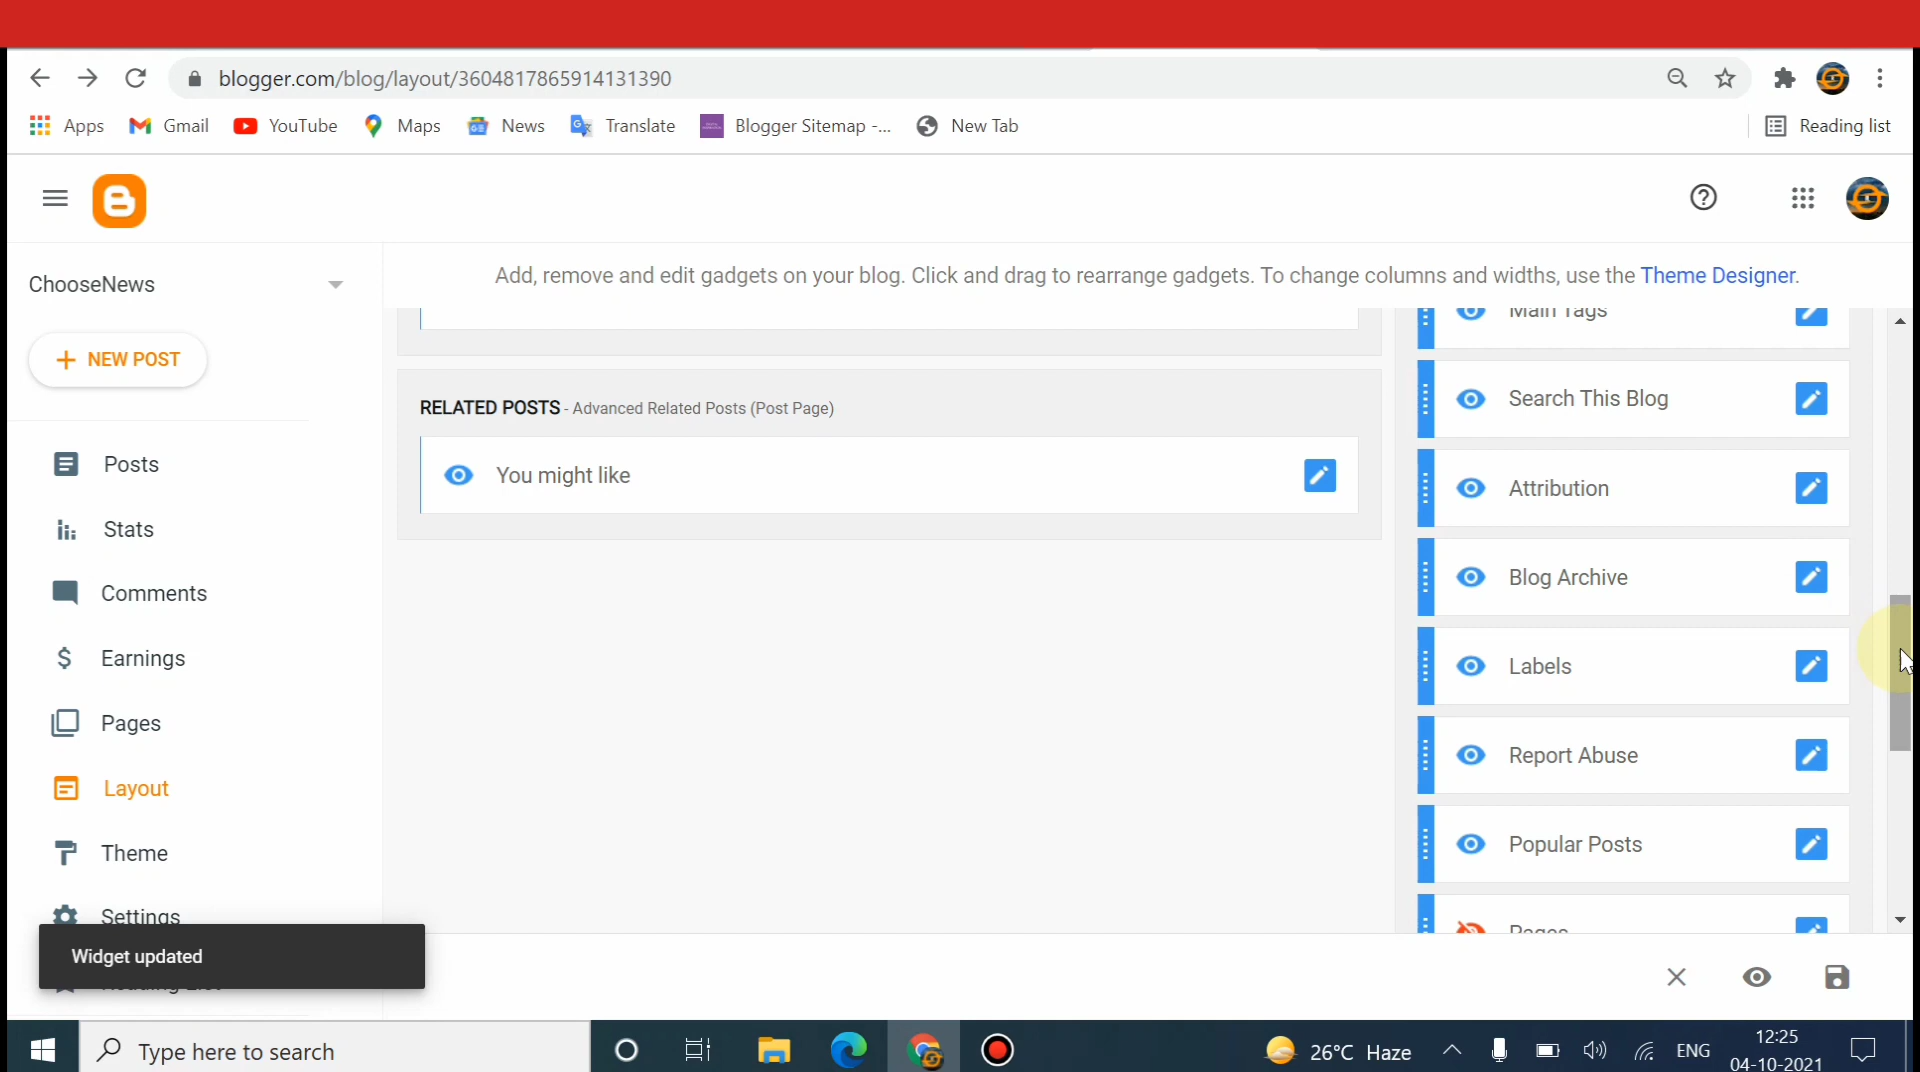 blogger.com/blog/layout/3604817865914131390
Apps Gmail YouTube Maps News Translate Blogger Sitemap -... New Tab Reading list
ChooseNews
Add, remove and edit gadgets on your blog. Click and drag to rearrange gadgets. To change columns and widths, use the Theme Designer.
NEW POST
Posts
Stats
Comments
Earnings
Pages
Layout
Theme
Settings
Widget updated
RELATED POSTS - Advanced Related Posts (Post Page)
You might like
Main Tags
Search This Blog
Attribution
Blog Archive
Labels
Report Abuse
Popular Posts
Pages
Type here to search
26°C Haze
ENG
12:25
04-10-2021